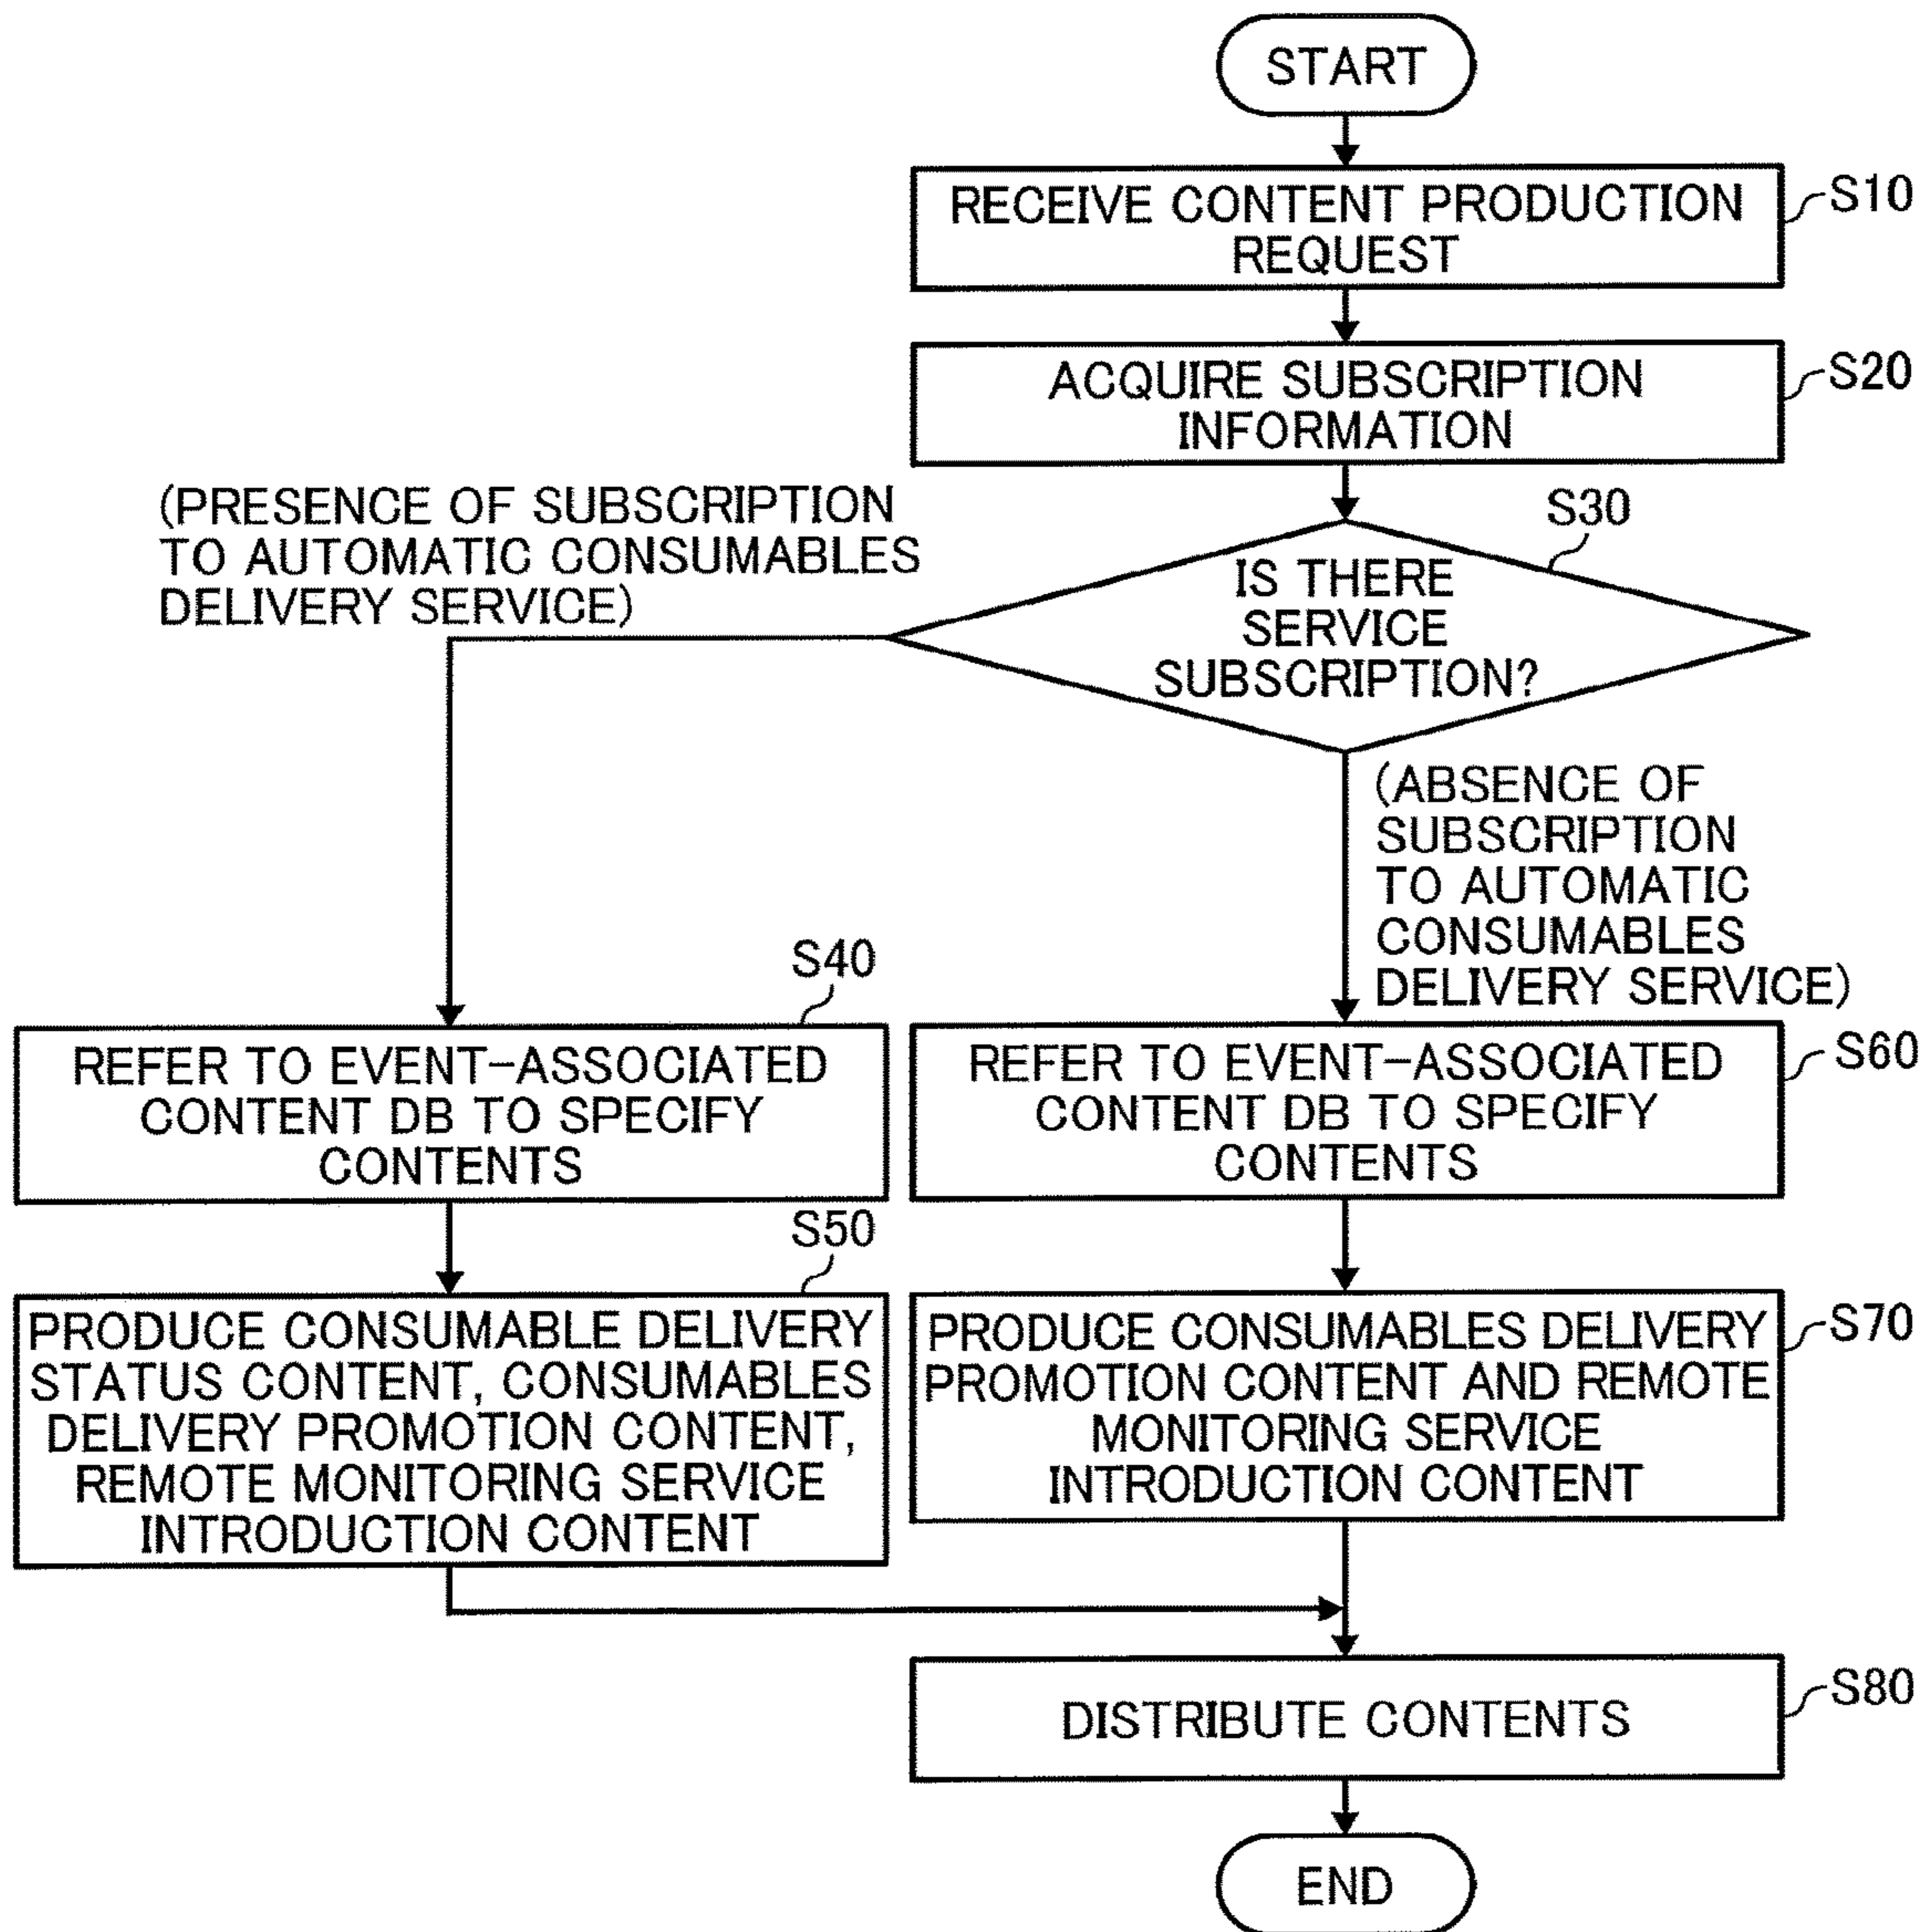 START
RECEIVE CONTENT PRODUCTION
REQUEST
S10
ACQUIRE SUBSCRIPTION
INFORMATION
S20
(PRESENCE OF SUBSCRIPTION
TO AUTOMATIC CONSUMABLES
DELIVERY SERVICE)
S30
IS THERE
SERVICE
SUBSCRIPTION?
(ABSENCE OF
SUBSCRIPTION
TO AUTOMATIC
CONSUMABLES
DELIVERY SERVICE)
S40
REFER TO EVENT-ASSOCIATED
CONTENT DB TO SPECIFY
CONTENTS
S60
REFER TO EVENT-ASSOCIATED
CONTENT DB TO SPECIFY
CONTENTS
S50
PRODUCE CONSUMABLE DELIVERY
STATUS CONTENT, CONSUMABLES
DELIVERY PROMOTION CONTENT,
REMOTE MONITORING SERVICE
INTRODUCTION CONTENT
S70
PRODUCE CONSUMABLES DELIVERY
PROMOTION CONTENT AND REMOTE
MONITORING SERVICE
INTRODUCTION CONTENT
S80
DISTRIBUTE CONTENTS
END